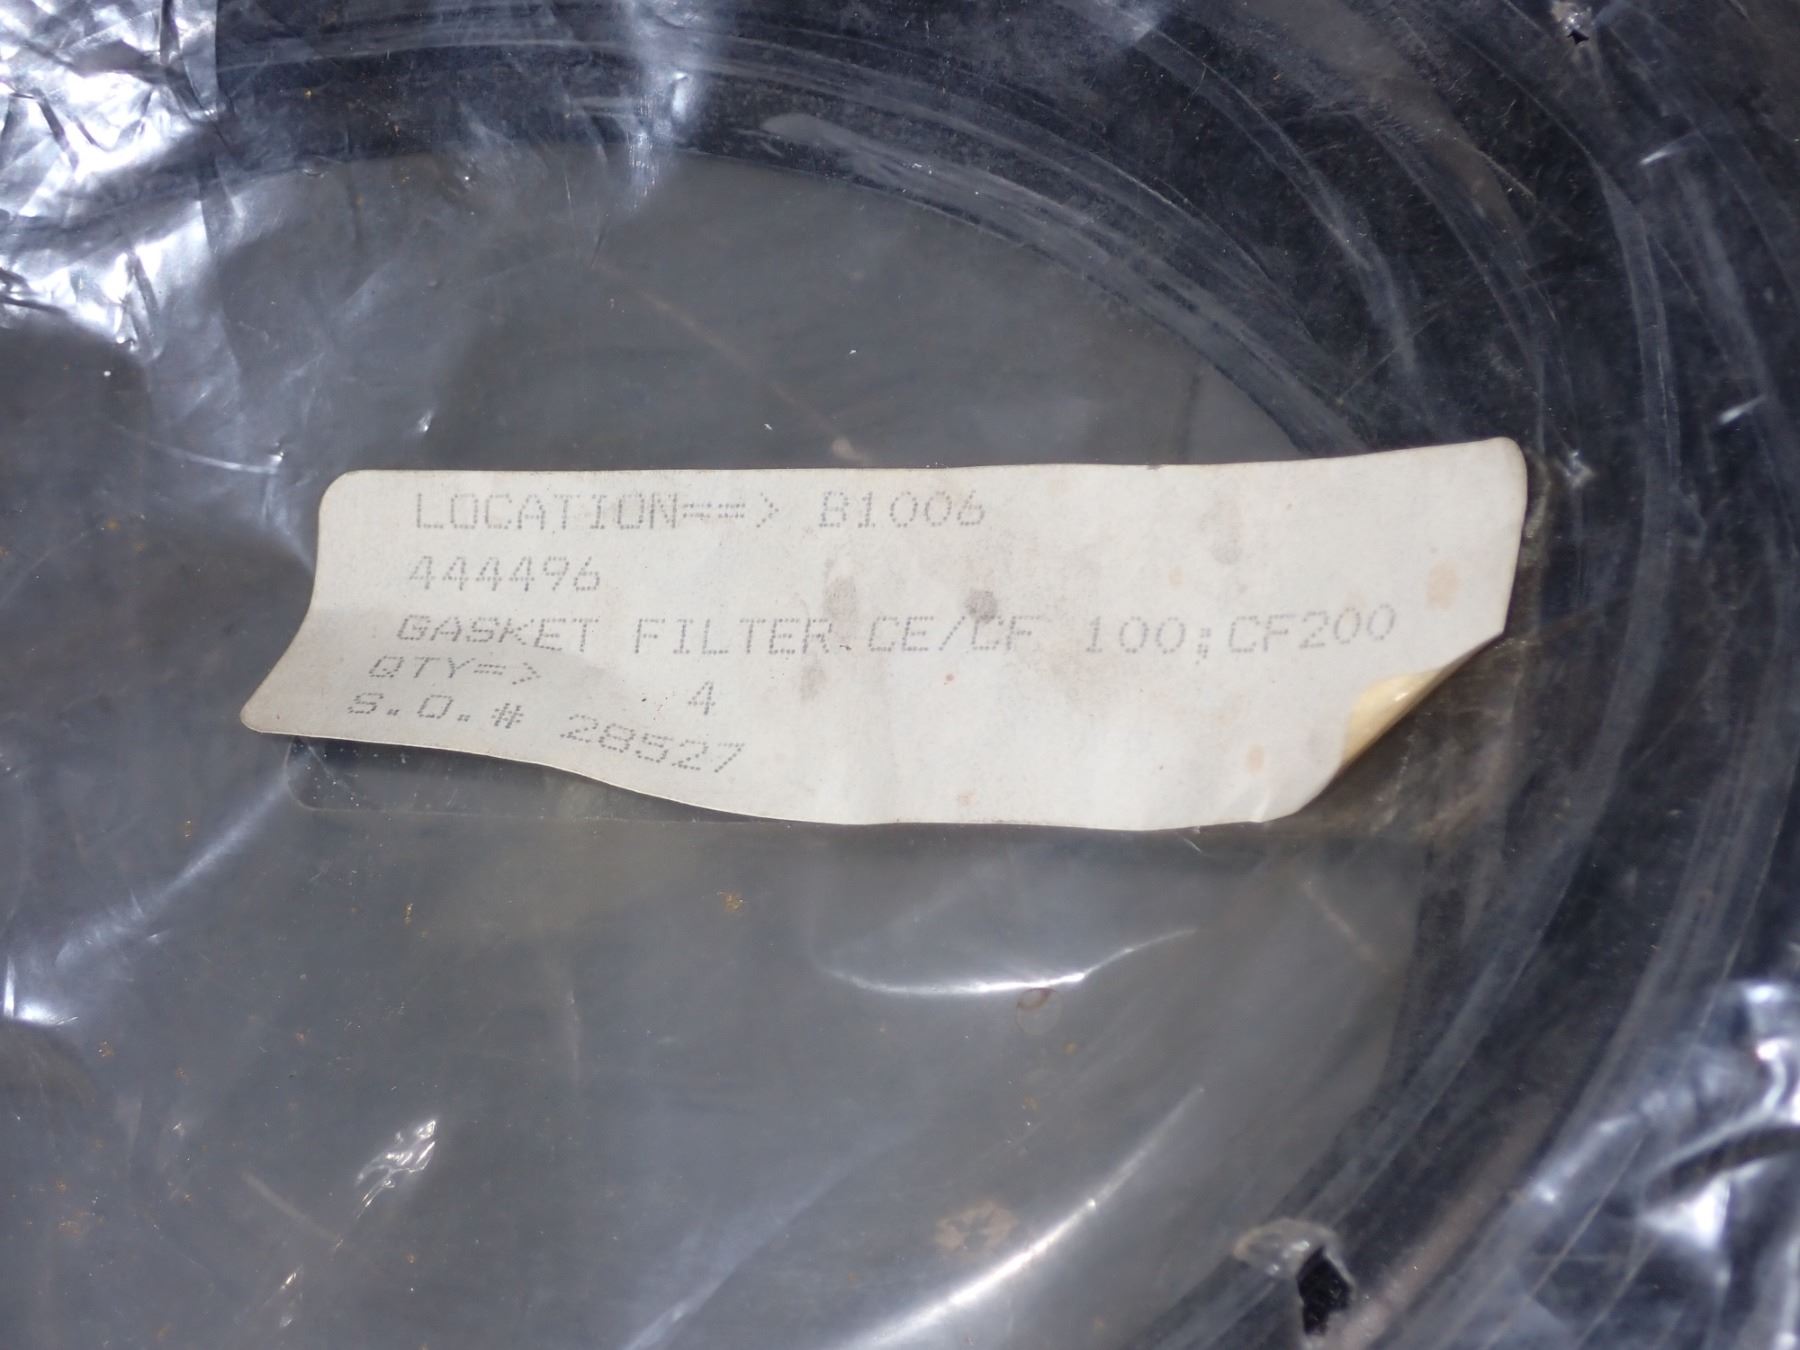 LOCATION==> B1006
444496
GASKET FILTER CE/CF 100;CF200
QTY=> 4
S.O.# 28527